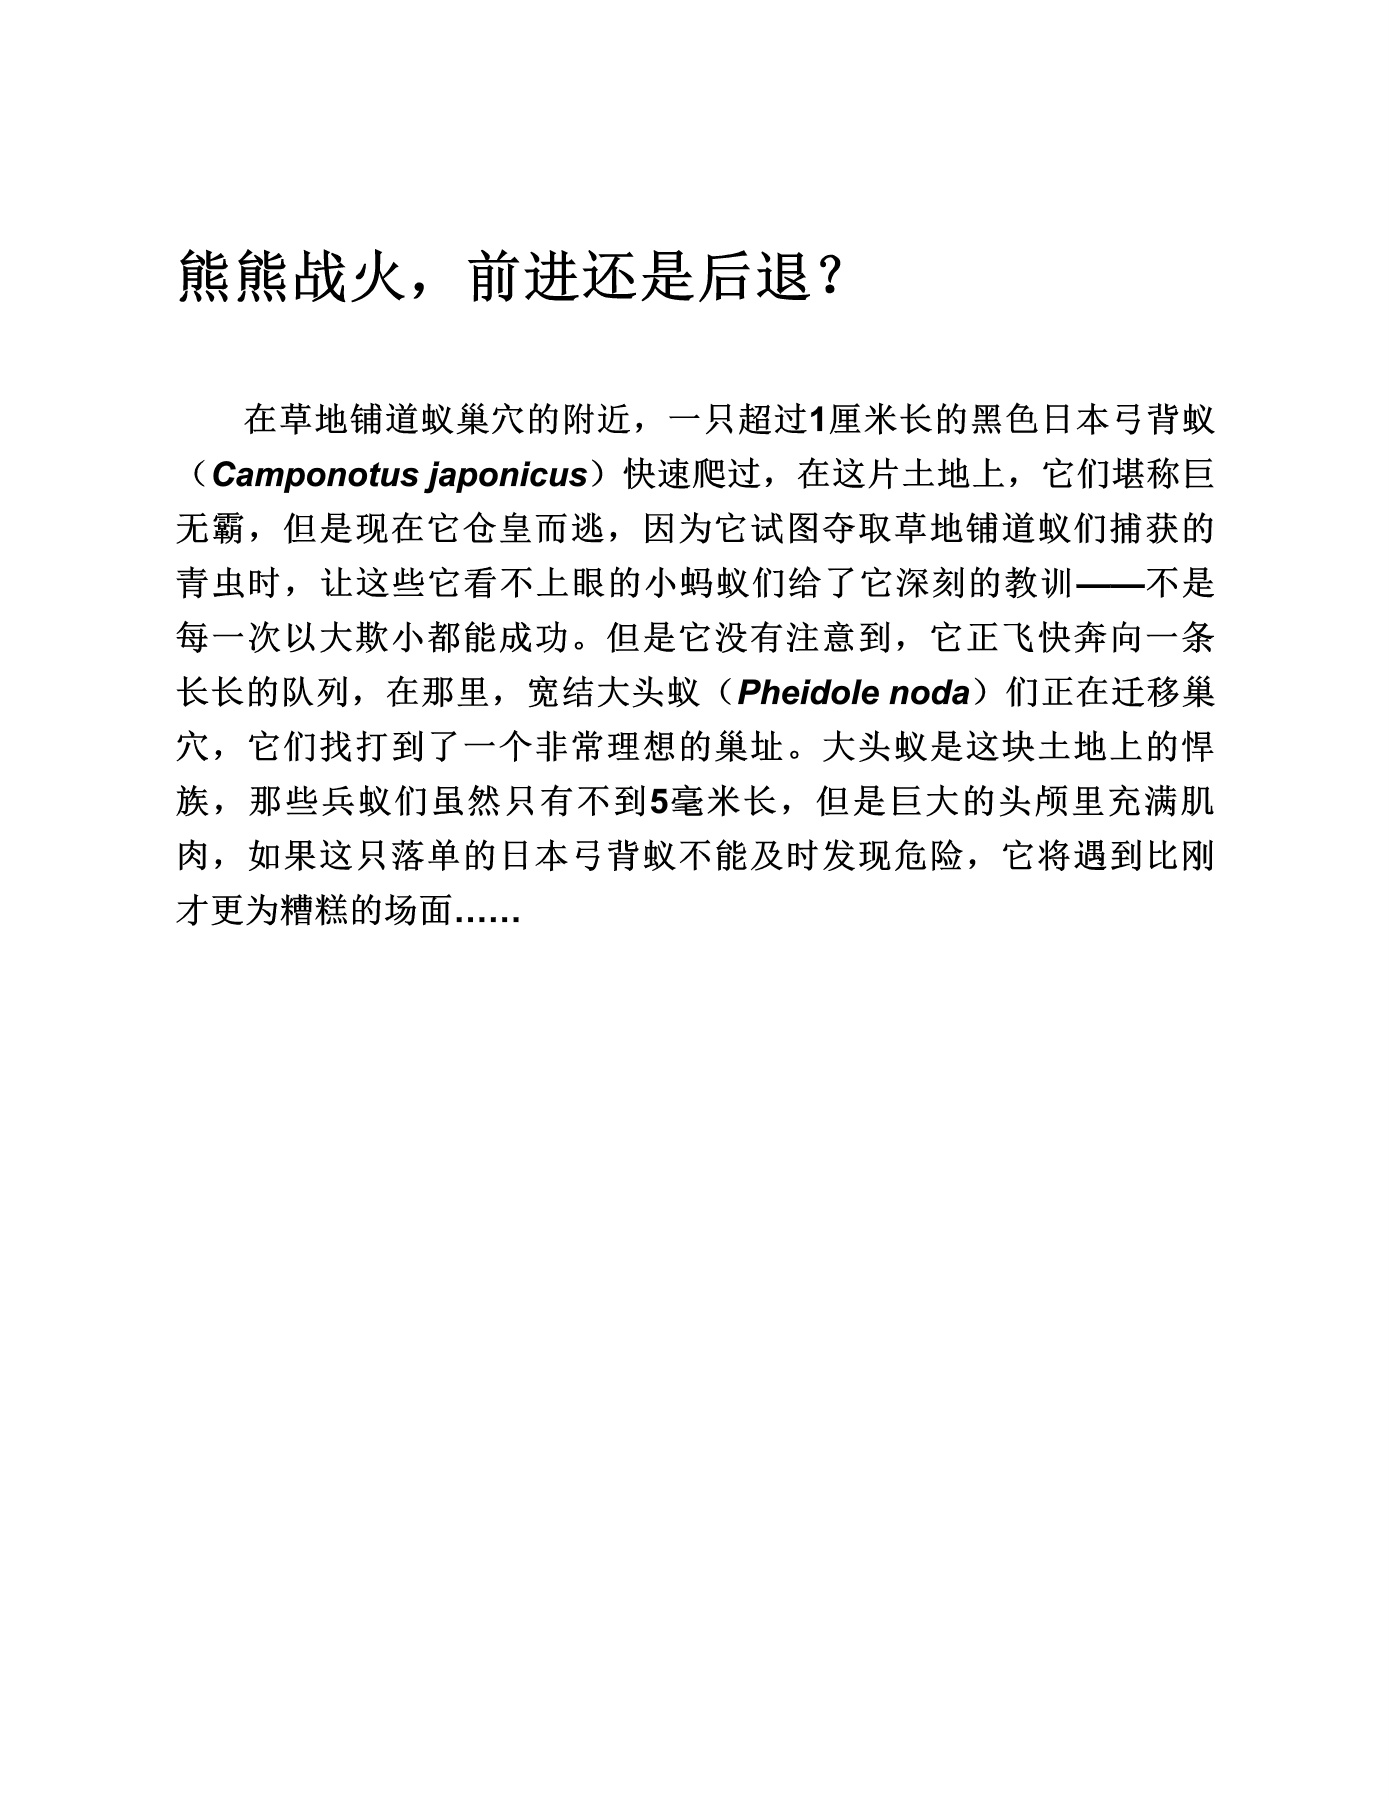 熊熊战火，前进还是后退？
在草地铺道蚁巢穴的附近，一只超过1厘米长的黑色日本弓背蚁
（Camponotus japonicus）快速爬过，在这片土地上，它们堪称巨
无霸，但是现在它仓皇而逃，因为它试图夺取草地铺道蚁们捕获的
青虫时，让这些它看不上眼的小蚂蚁们给了它深刻的教训——不是
每一次以大欺小都能成功。但是它没有注意到，它正飞快奔向一条
长长的队列，在那里，宽结大头蚁（Pheidole noda）们正在迁移巢
穴，它们找打到了一个非常理想的巢址。大头蚁是这块土地上的悍
族，那些兵蚁们虽然只有不到5毫米长，但是巨大的头颅里充满肌
肉，如果这只落单的日本弓背蚁不能及时发现危险，它将遇到比刚
才更为糟糕的场面……